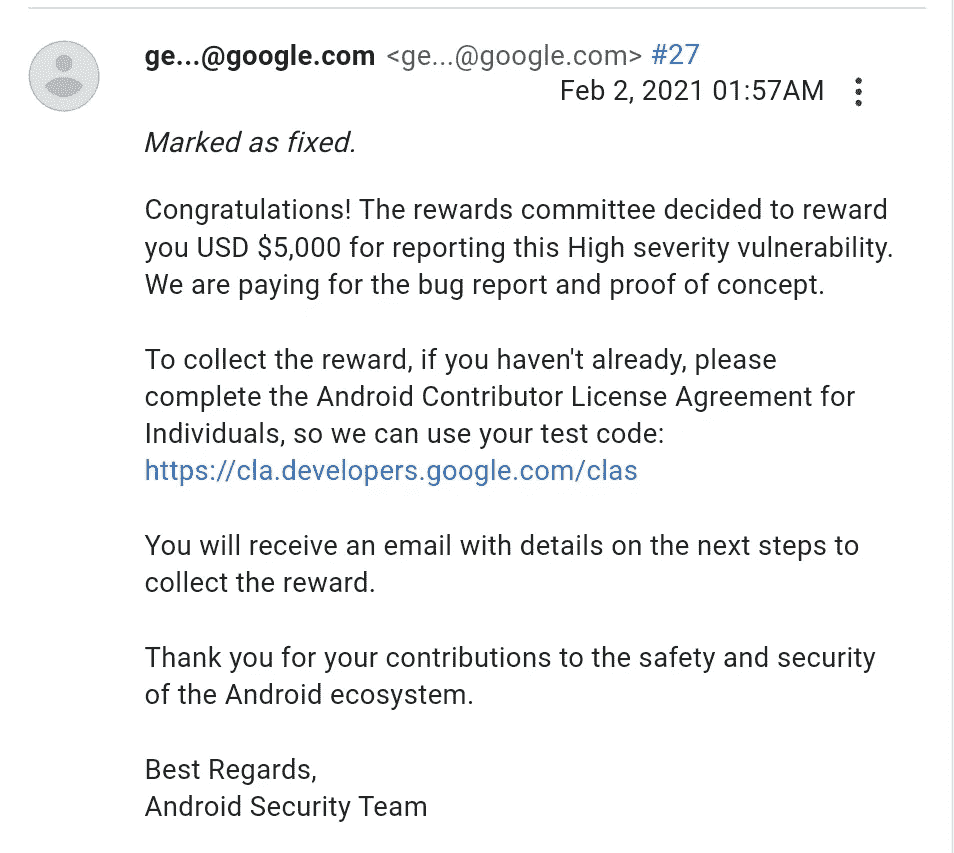 ge...@google.com <ge...@google.com> #27
Feb 2, 2021 01:57AM
Marked as fixed.
Congratulations! The rewards committee decided to reward
you USD $5,000 for reporting this High severity vulnerability.
We are paying for the bug report and proof of concept.
To collect the reward, if you haven't already, please
complete the Android Contributor License Agreement for
Individuals, so we can use your test code:
https://cla.developers.google.com/clas
You will receive an email with details on the next steps to
collect the reward.
Thank you for your contributions to the safety and security
of the Android ecosystem.
Best Regards,
Android Security Team